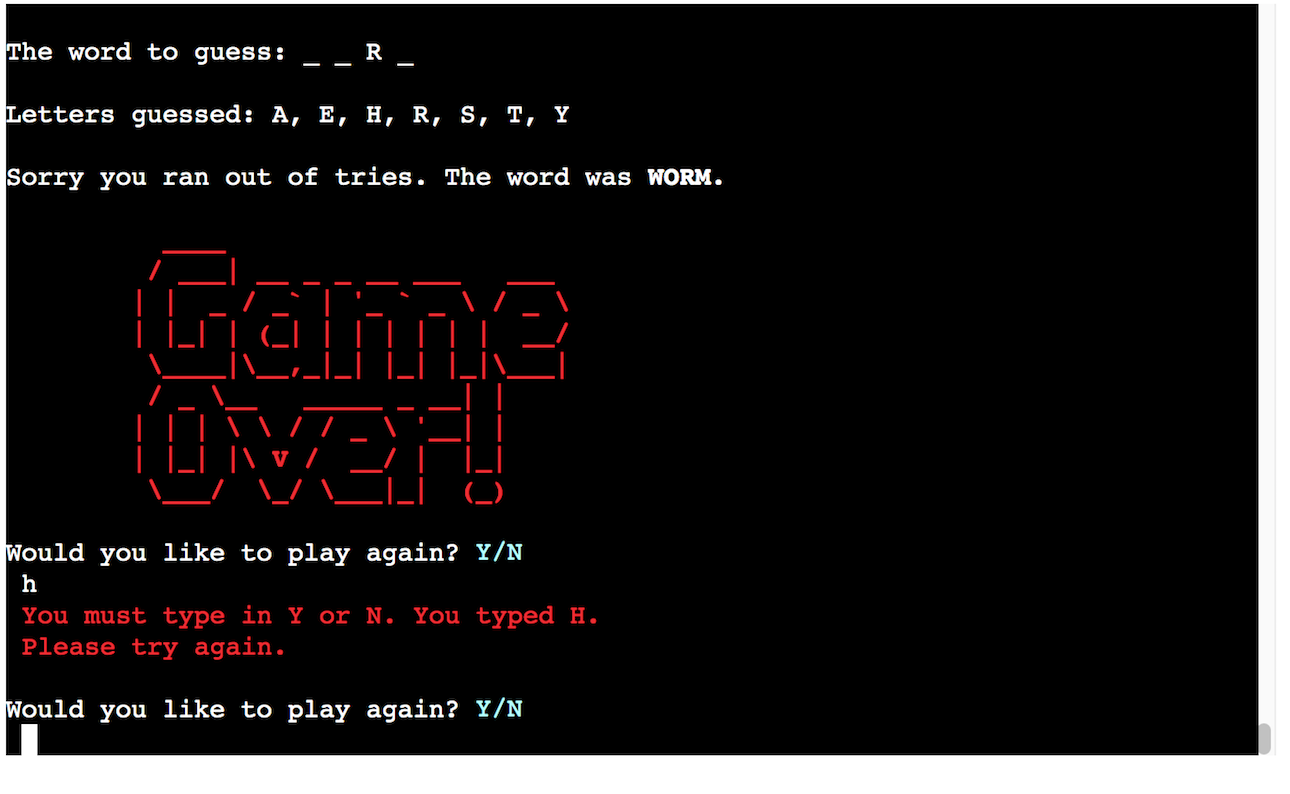 The word to guess: _ _ R _
Letters guessed: A, E, H, R, S, T, Y
Sorry you ran out of tries. The word was WORM.
Game
Over!
Would you like to play again? Y/N
h
You must type in Y or N. You typed H.
Please try again.
Would you like to play again? Y/N